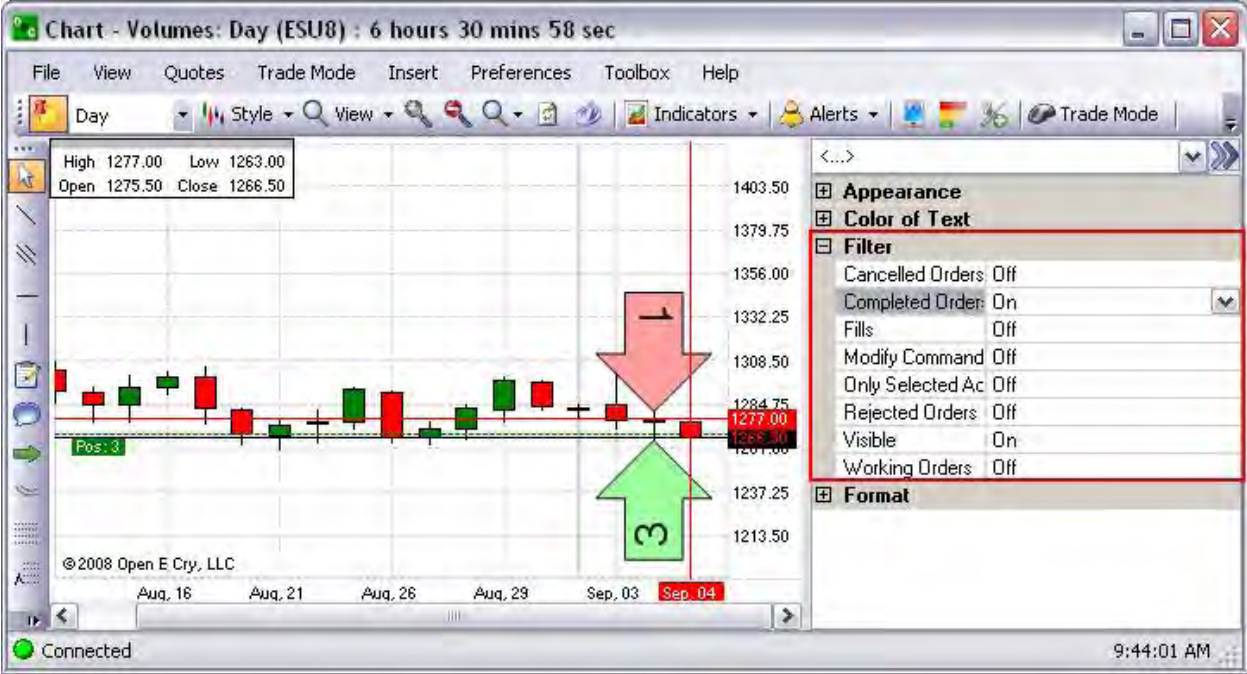 Chart - Volumes: Day (ESU8) : 6 hours 30 mins 58 sec
File View Quotes Trade Mode Insert Preferences Toolbox Help
Day Style View Indicators Alerts Trade Mode
High 1277.00 Low 1263.00
Open 1275.50 Close 1266.50
<...>
Appearance
Color of Text
Filter
Cancelled Orders Off
Completed Order: On
Fills Off
Modify Command Off
Only Selected Ac Off
Rejected Orders Off
Visible On
Working Orders Off
Format
1403.50
1379.75
1356.00
1332.25
1308.50
1284.75
1277.00
1266.50
1261.00
1237.25
1213.50
1
3
Pos: 3
©2008 Open E Cry, LLC
Aug, 16 Aug, 21 Aug, 26 Aug, 29 Sep, 03 Sep, 04
Connected 9:44:01 AM